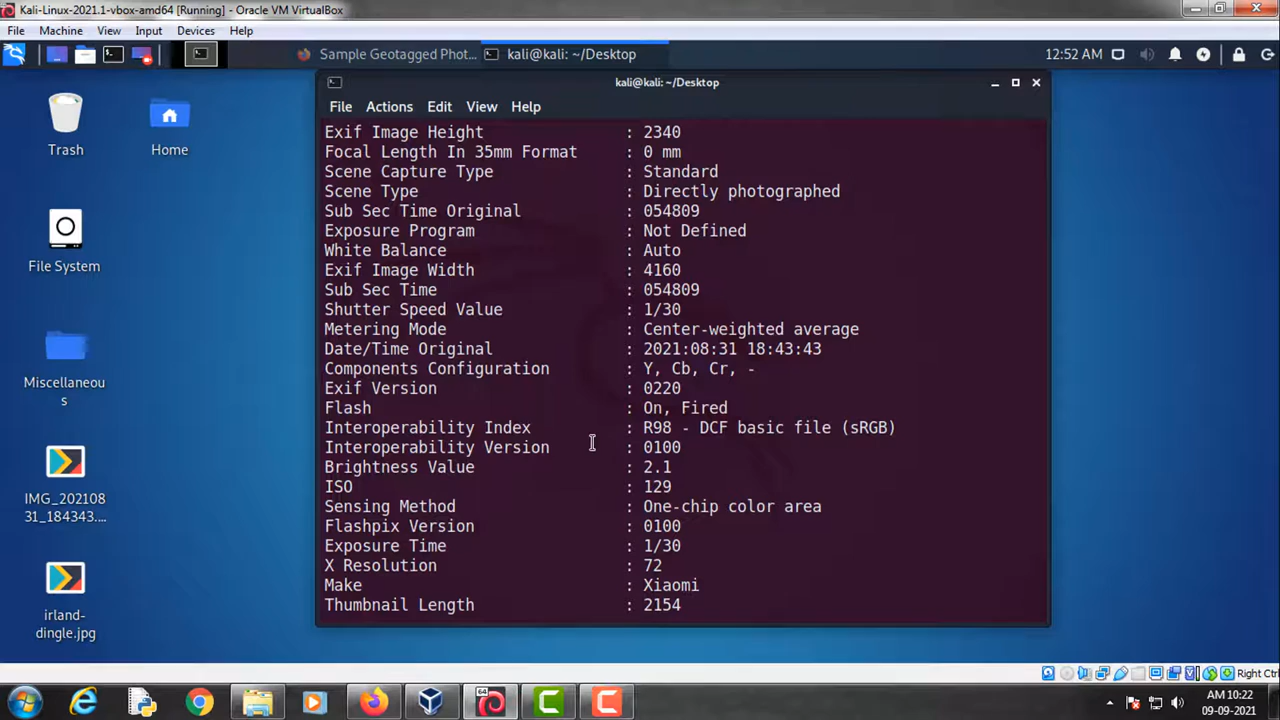 Kali-Linux-2021.1-vbox-amd64 [Running] - Oracle VM VirtualBox
File Machine View Input Devices Help
Sample Geotagged Phot... kali@kali: ~/Desktop 12:52 AM
kali@kali: ~/Desktop
File Actions Edit View Help
Exif Image Height : 2340
Focal Length In 35mm Format : 0 mm
Scene Capture Type : Standard
Scene Type : Directly photographed
Sub Sec Time Original : 054809
Exposure Program : Not Defined
White Balance : Auto
Exif Image Width : 4160
Sub Sec Time : 054809
Shutter Speed Value : 1/30
Metering Mode : Center-weighted average
Date/Time Original : 2021:08:31 18:43:43
Components Configuration : Y, Cb, Cr, -
Exif Version : 0220
Flash : On, Fired
Interoperability Index : R98 - DCF basic file (sRGB)
Interoperability Version : 0100
Brightness Value : 2.1
ISO : 129
Sensing Method : One-chip color area
Flashpix Version : 0100
Exposure Time : 1/30
X Resolution : 72
Make : Xiaomi
Thumbnail Length : 2154
Trash
Home
File System
Miscellaneou
s
IMG_202108
31_184343....
irland-
dingle.jpg
Right Ctrl
64
AM 10:22
09-09-2021